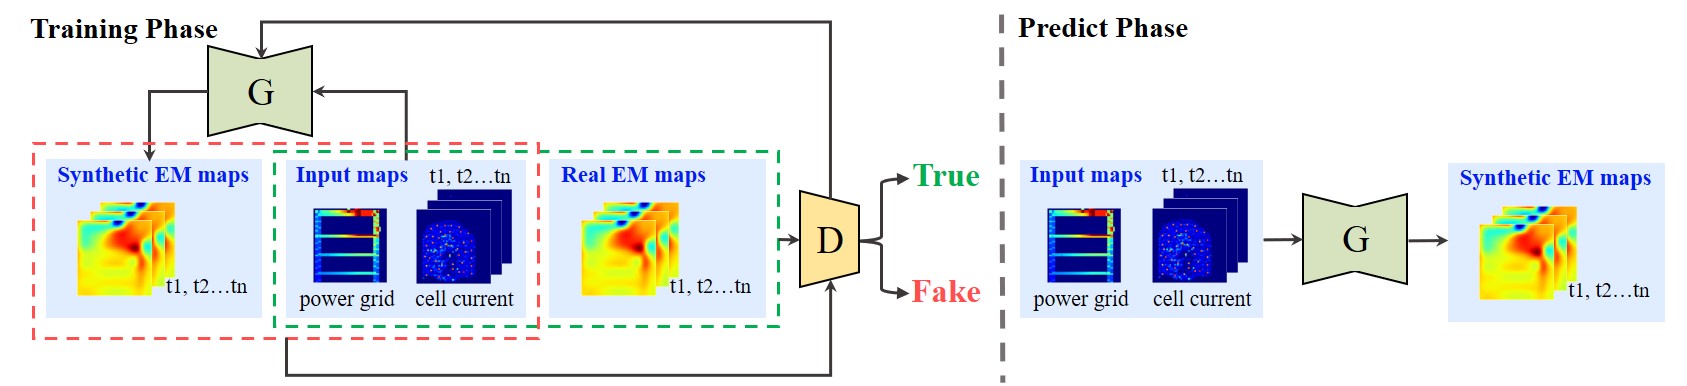 Training Phase
G
Synthetic EM maps
t1, t2...tn
Input maps
t1, t2...tn
power grid
cell current
Real EM maps
t1, t2...tn
D
True
Fake
Predict Phase
Input maps
t1, t2...tn
power grid
cell current
G
Synthetic EM maps
t1, t2...tn